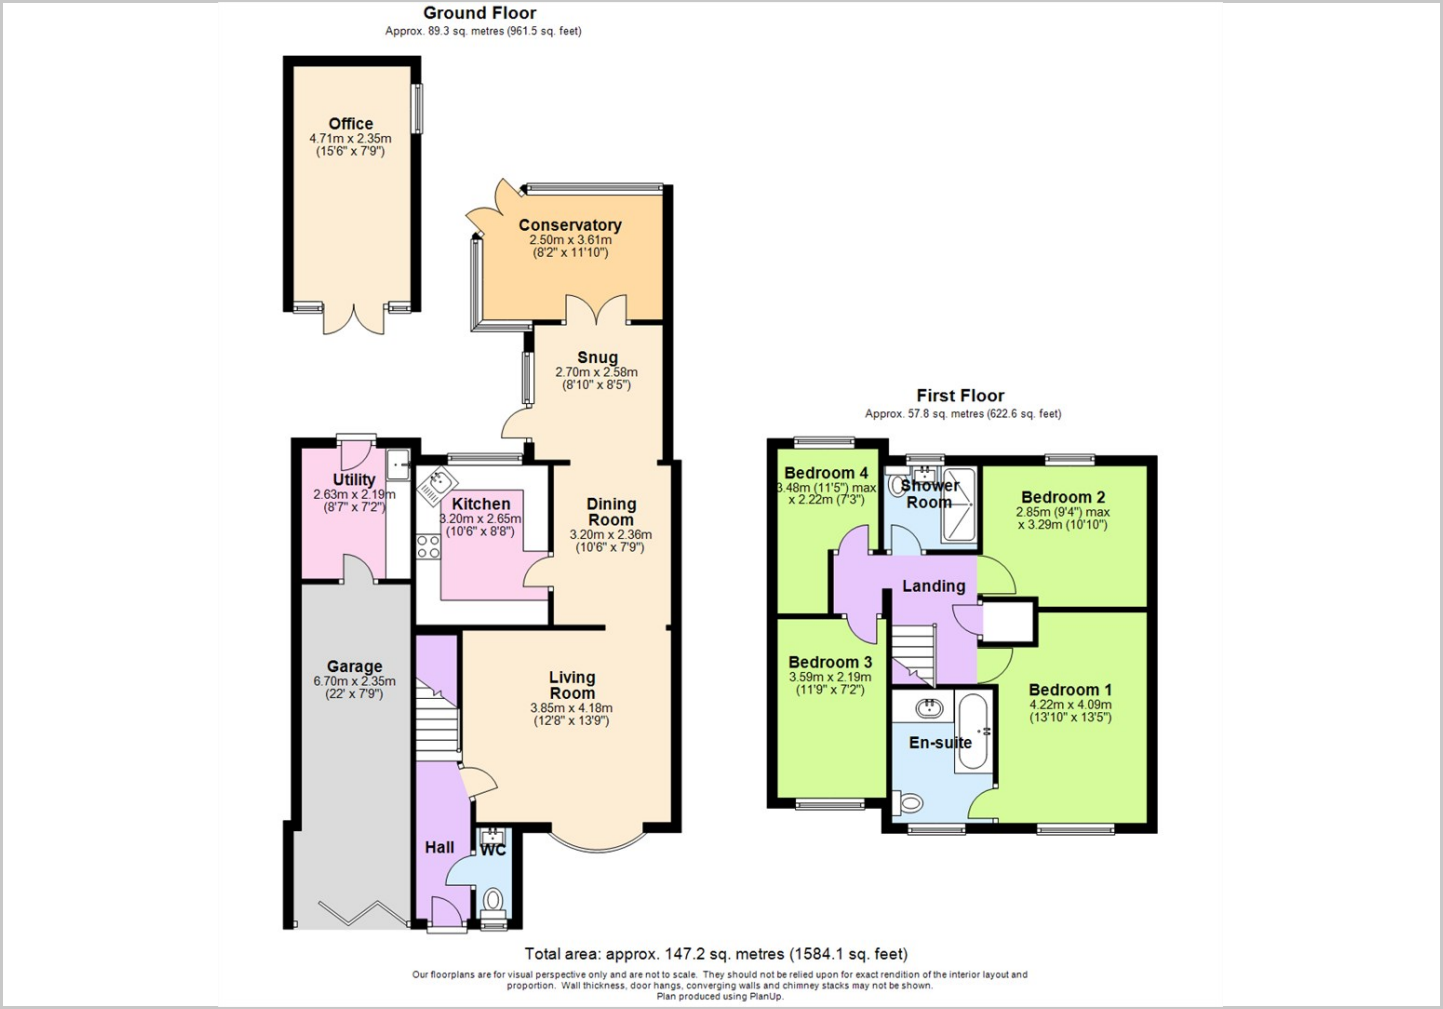 Ground Floor
Approx. 89.3 sq. metres (961.5 sq. feet)
Office
4.71m x 2.35m
(15'6" x 7'9")
Conservatory
2.50m x 3.61m
(8'2" x 11'10")
Snug
2.70m x 2.58m
(8'10" x 8'5")
Utility
2.63m x 2.19m
(8'7" x 7'2")
Kitchen
3.20m x 2.65m
(10'6" x 8'8")
Dining
Room
3.20m x 2.36m
(10'6" x 7'9")
Garage
6.70m x 2.35m
(22' x 7'9")
Living
Room
3.85m x 4.18m
(12'8" x 13'9")
Hall
WC
First Floor
Approx. 57.8 sq. metres (622.6 sq. feet)
Bedroom 4
3.48m (11'5") max
x 2.22m (7'3")
Shower
Room
Bedroom 2
2.85m (9'4") max
x 3.29m (10'10")
Landing
Bedroom 3
3.59m x 2.19m
(11'9" x 7'2")
Bedroom 1
4.22m x 4.09m
(13'10" x 13'5")
En-suite
Total area: approx. 147.2 sq. metres (1584.1 sq. feet)
Our floorplans are for visual perspective only and are not to scale. They should not be relied upon for exact rendition of the interior layout and
proportion. Wall thickness, door hangs, converging walls and chimney stacks may not be shown.
Plan produced using PlanUp.